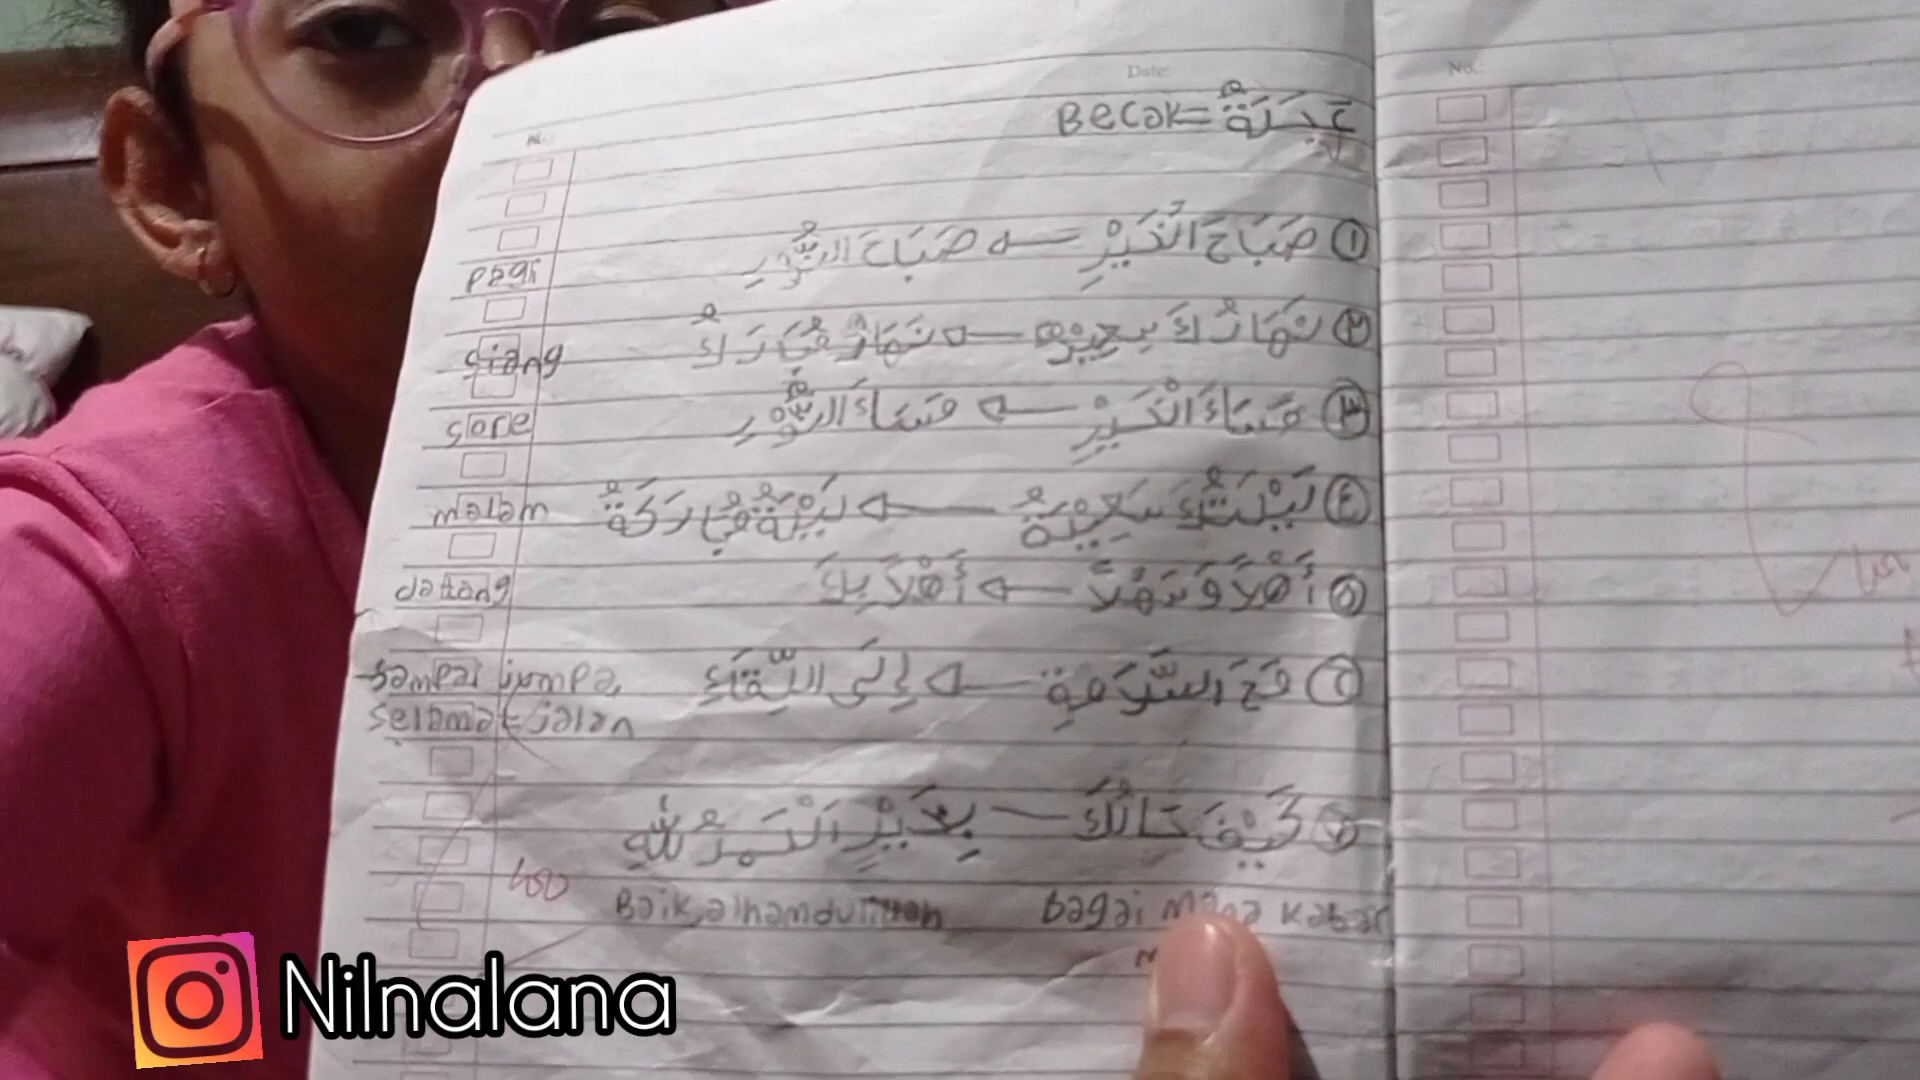 Date:
No.:
Becak = عَجَلَةٌ
① صَبَاحَ الْخَيْرِ ← صَبَاحَ النُّوْرِ
pagi
② نَهَارُكَ سَعِيْدٌ ← نَهَارٌ مُبَارَكٌ
siang
③ مَسَاءَ الْخَيْرِ ← مَسَاءَ النُّوْرِ
sore
④ لَيْلَتُكَ سَعِيْدَةٌ ← لَيْلَةٌ مُبَارَكَةٌ
malam
⑤ أَهْلًا وَسَهْلًا ← أَهْلًا بِكَ
datang
⑥ مَعَ السَّلَامَةِ ← إِلَى اللِّقَاءِ
sampai jumpa,
selamat jalan
⑦ كَيْفَ حَالُكَ — بِخَيْرٍ الْحَمْدُ لِلّٰهِ
bagai mana kabar
Baik, alhamdulillah
100
Nilnalana